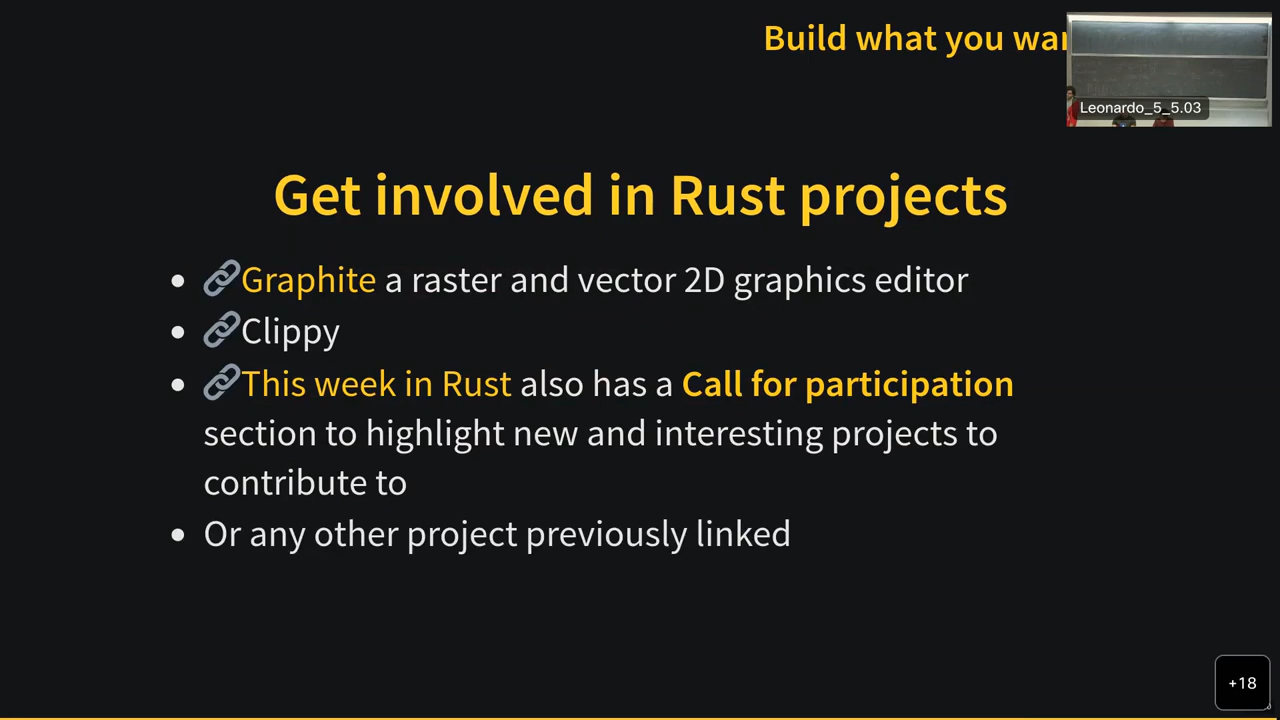 Build what you
Leonardo_5_5.03
Get involved in Rust projects
Graphite a raster and vector 2D graphics editor
Clippy
This week in Rust also has a Call for participation
section to highlight new and interesting projects to
contribute to
Or any other project previously linked
+18